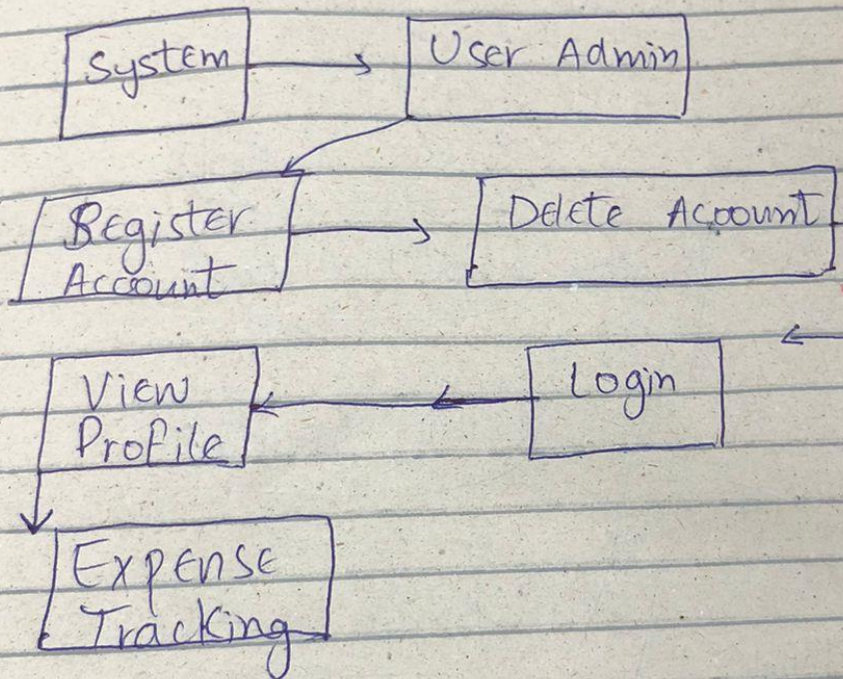 System
User Admin
Register
Account
Delete Account
View
Profile
Login
Expense
Tracking